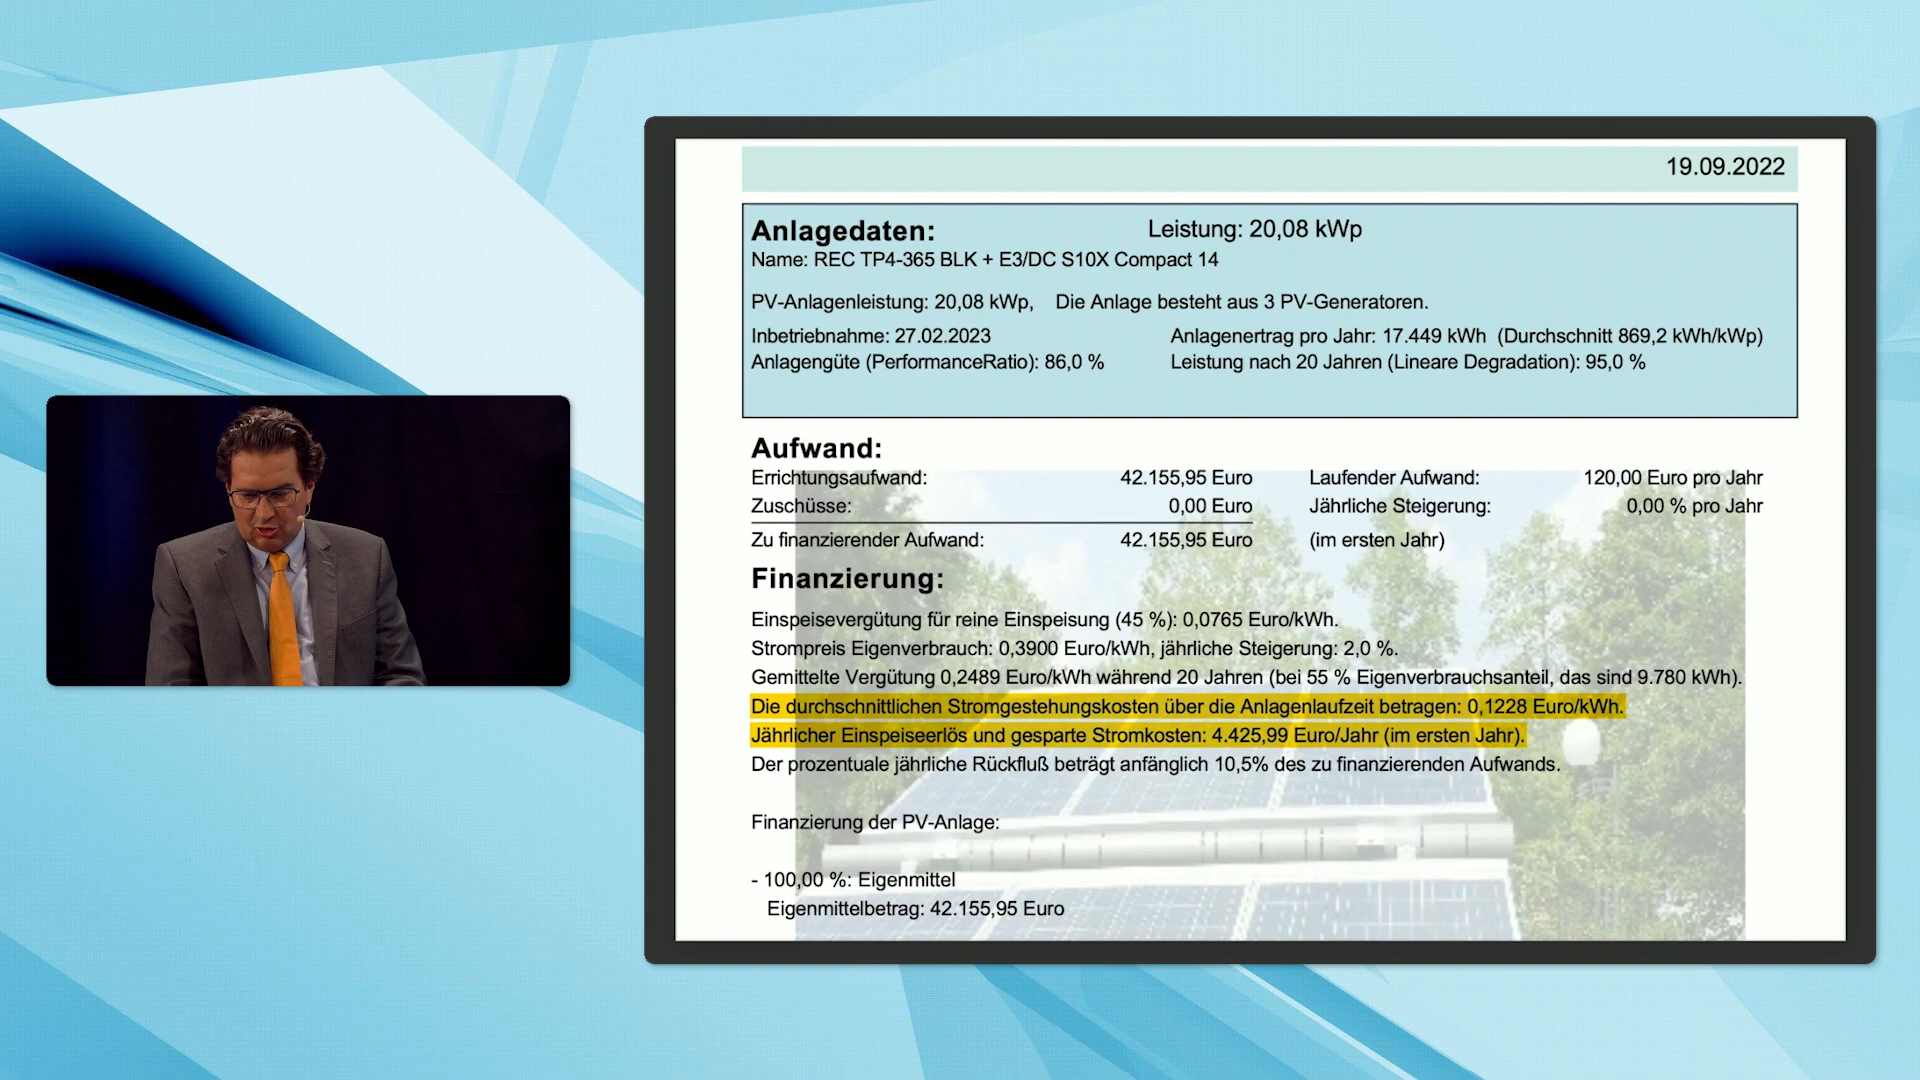 19.09.2022
Anlagedaten: Leistung: 20,08 kWp
Name: REC TP4-365 BLK + E3/DC S10X Compact 14
PV-Anlagenleistung: 20,08 kWp, Die Anlage besteht aus 3 PV-Generatoren.
Inbetriebnahme: 27.02.2023 Anlagenertrag pro Jahr: 17.449 kWh (Durchschnitt 869,2 kWh/kWp)
Anlagengüte (PerformanceRatio): 86,0 % Leistung nach 20 Jahren (Lineare Degradation): 95,0 %
Aufwand:
Errichtungsaufwand: 42.155,95 Euro Laufender Aufwand: 120,00 Euro pro Jahr
Zuschüsse: 0,00 Euro Jährliche Steigerung: 0,00 % pro Jahr
Zu finanzierender Aufwand: 42.155,95 Euro (im ersten Jahr)
Finanzierung:
Einspeisevergütung für reine Einspeisung (45 %): 0,0765 Euro/kWh.
Strompreis Eigenverbrauch: 0,3900 Euro/kWh, jährliche Steigerung: 2,0 %.
Gemittelte Vergütung 0,2489 Euro/kWh während 20 Jahren (bei 55 % Eigenverbrauchsanteil, das sind 9.780 kWh).
Die durchschnittlichen Stromgestehungskosten über die Anlagenlaufzeit betragen: 0,1228 Euro/kWh.
Jährlicher Einspeiseerlös und gesparte Stromkosten: 4.425,99 Euro/Jahr (im ersten Jahr).
Der prozentuale jährliche Rückfluß beträgt anfänglich 10,5% des zu finanzierenden Aufwands.
Finanzierung der PV-Anlage:
- 100,00 %: Eigenmittel
Eigenmittelbetrag: 42.155,95 Euro